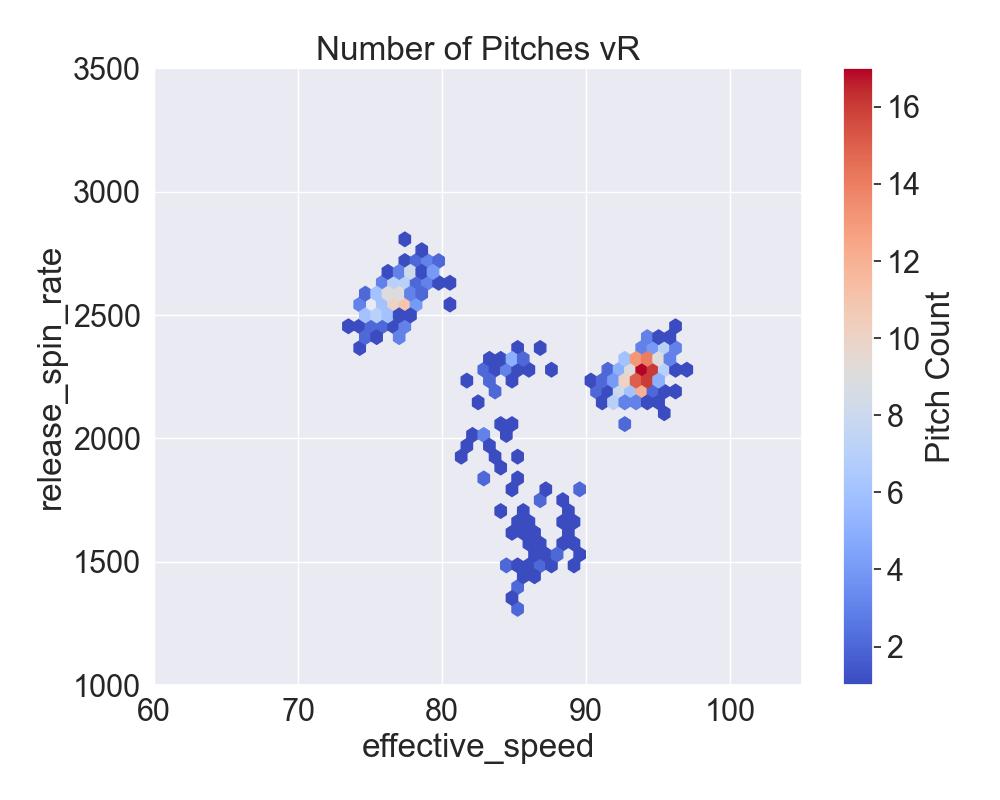 Number of Pitches vR
3500
3000
2500
2000
1500
1000
release_spin_rate
60 70 80 90 100
effective_speed
16
14
12
10
8
6
4
2
Pitch Count